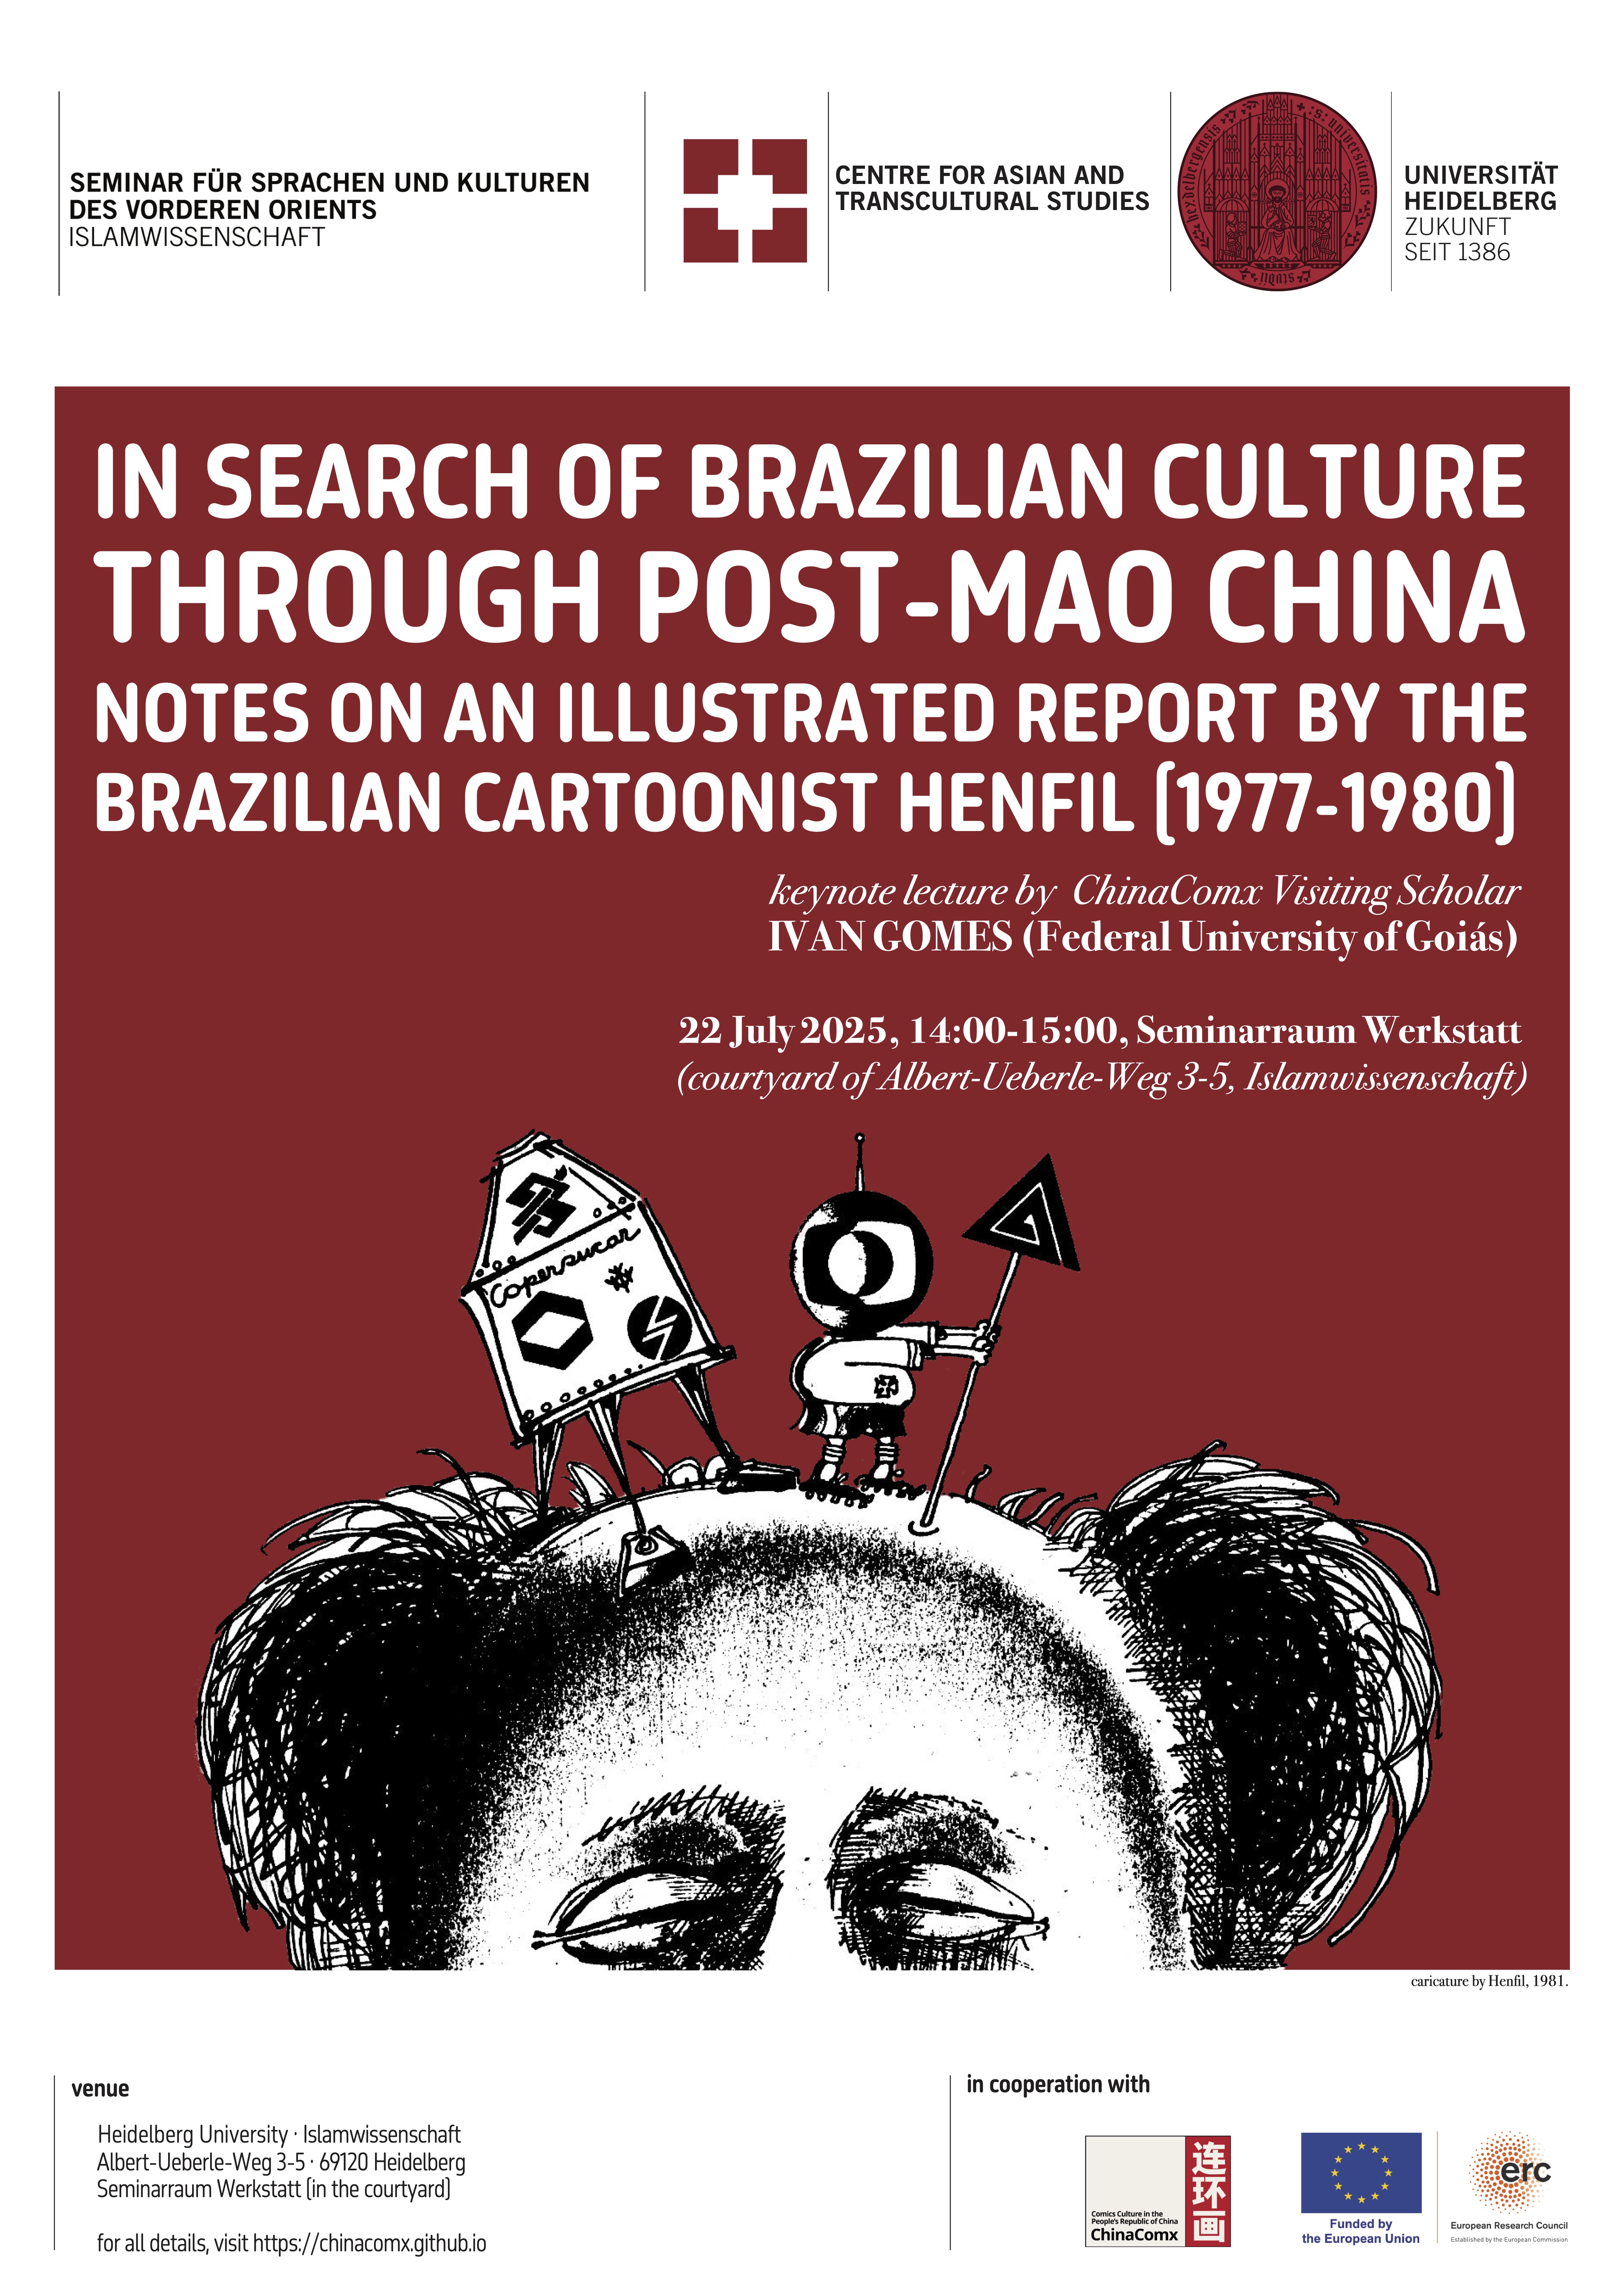 SEMINAR FÜR SPRACHEN UND KULTUREN
DES VORDEREN ORIENTS
ISLAMWISSENSCHAFT
CENTRE FOR ASIAN AND
TRANSCULTURAL STUDIES
UNIVERSITÄT
HEIDELBERG
ZUKUNFT
SEIT 1386
IN SEARCH OF BRAZILIAN CULTURE
THROUGH POST-MAO CHINA
NOTES ON AN ILLUSTRATED REPORT BY THE
BRAZILIAN CARTOONIST HENFIL (1977-1980)
keynote lecture by ChinaComx Visiting Scholar
IVAN GOMES (Federal University of Goiás)
22 July 2025, 14:00-15:00, Seminarraum Werkstatt
(courtyard of Albert-Ueberle-Weg 3-5, Islamwissenschaft)
Copersucar
caricature by Henfil, 1981.
venue
Heidelberg University · Islamwissenschaft
Albert-Ueberle-Weg 3-5 · 69120 Heidelberg
Seminarraum Werkstatt (in the courtyard)
for all details, visit https://chinacomx.github.io
in cooperation with
连环画
Comics Culture in the
People's Republic of China
ChinaComx
Funded by
the European Union
erc
European Research Council
Established by the European Commission